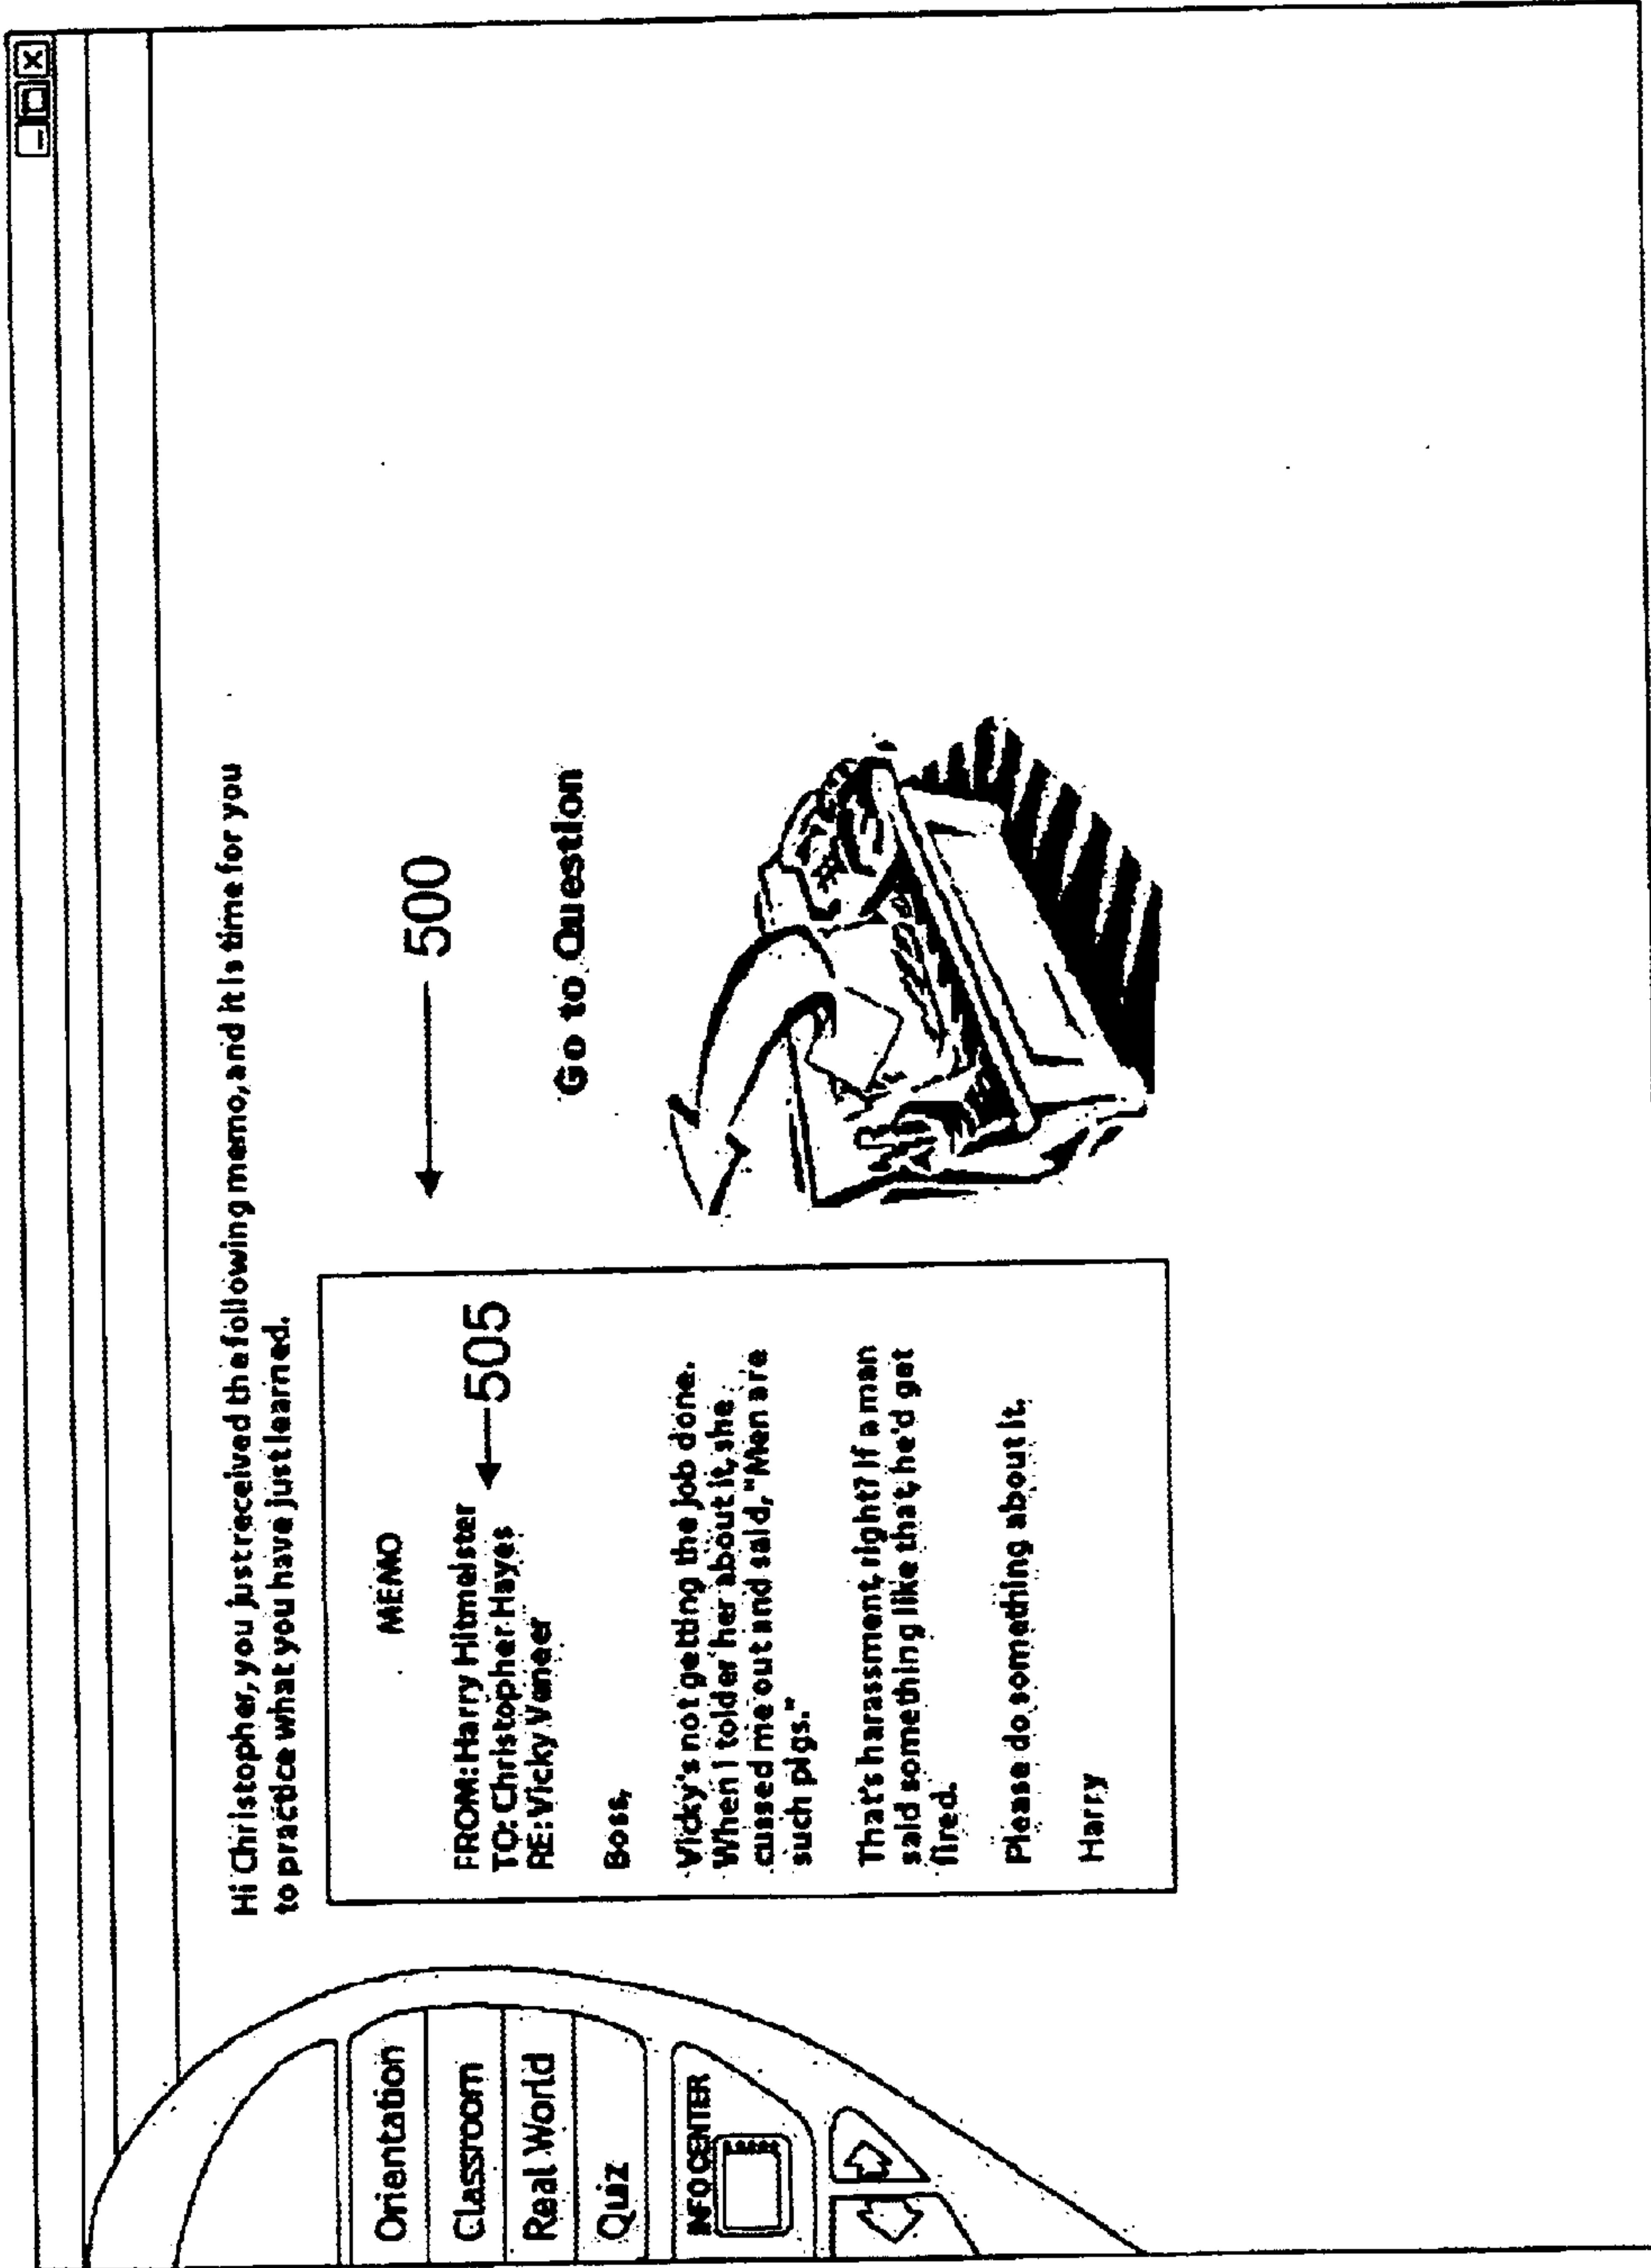 Hi Christopher, you just received the following memo, and it is time for you
to practice what you have just learned.
MEMO
FROM: Harry Hitmeister
TO: Christopher Hayes
RE: Vicky Vaneer
505
Boss,
Vicky's not getting the job done.
When I tolder her about it, she
cussed me out and said, "Men are
such pigs."
That's harassment, right? If a man
said something like that, he'd get
fired.
Please do something about it.
Harry
500
Go to Question
Orientation
Classroom
Real World
Quiz
INFO CENTER